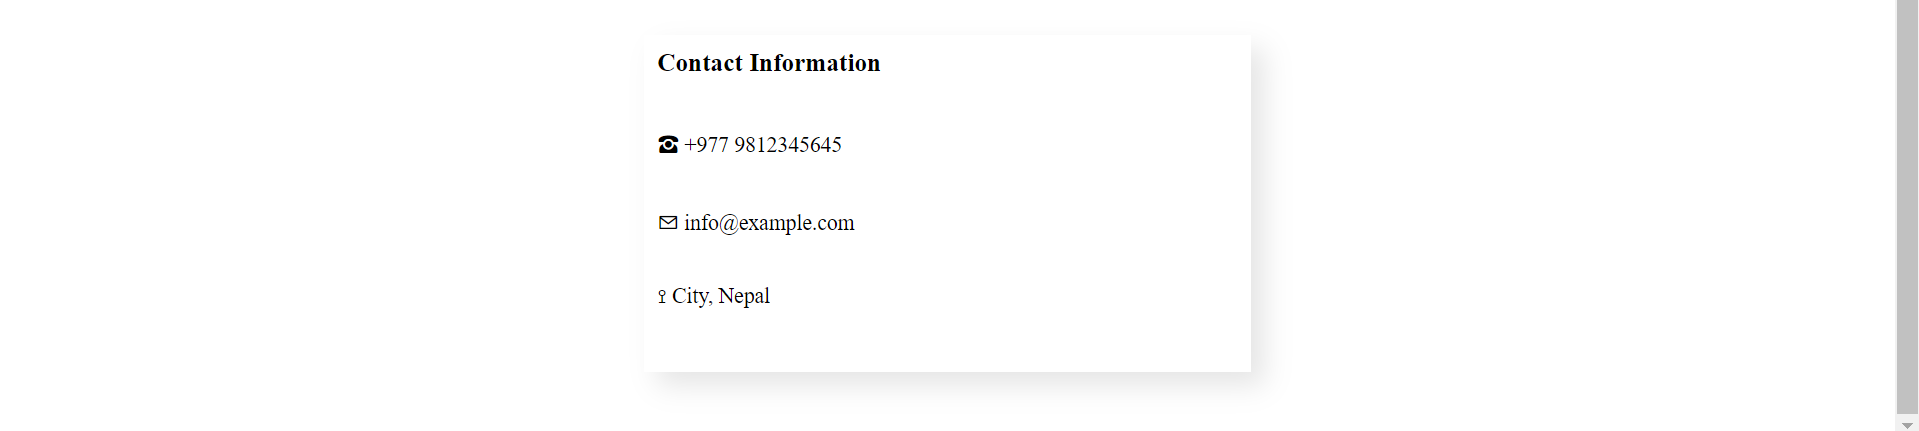 Contact Information
☎ +977 9812345645
🖂 info@example.com
⚲ City, Nepal